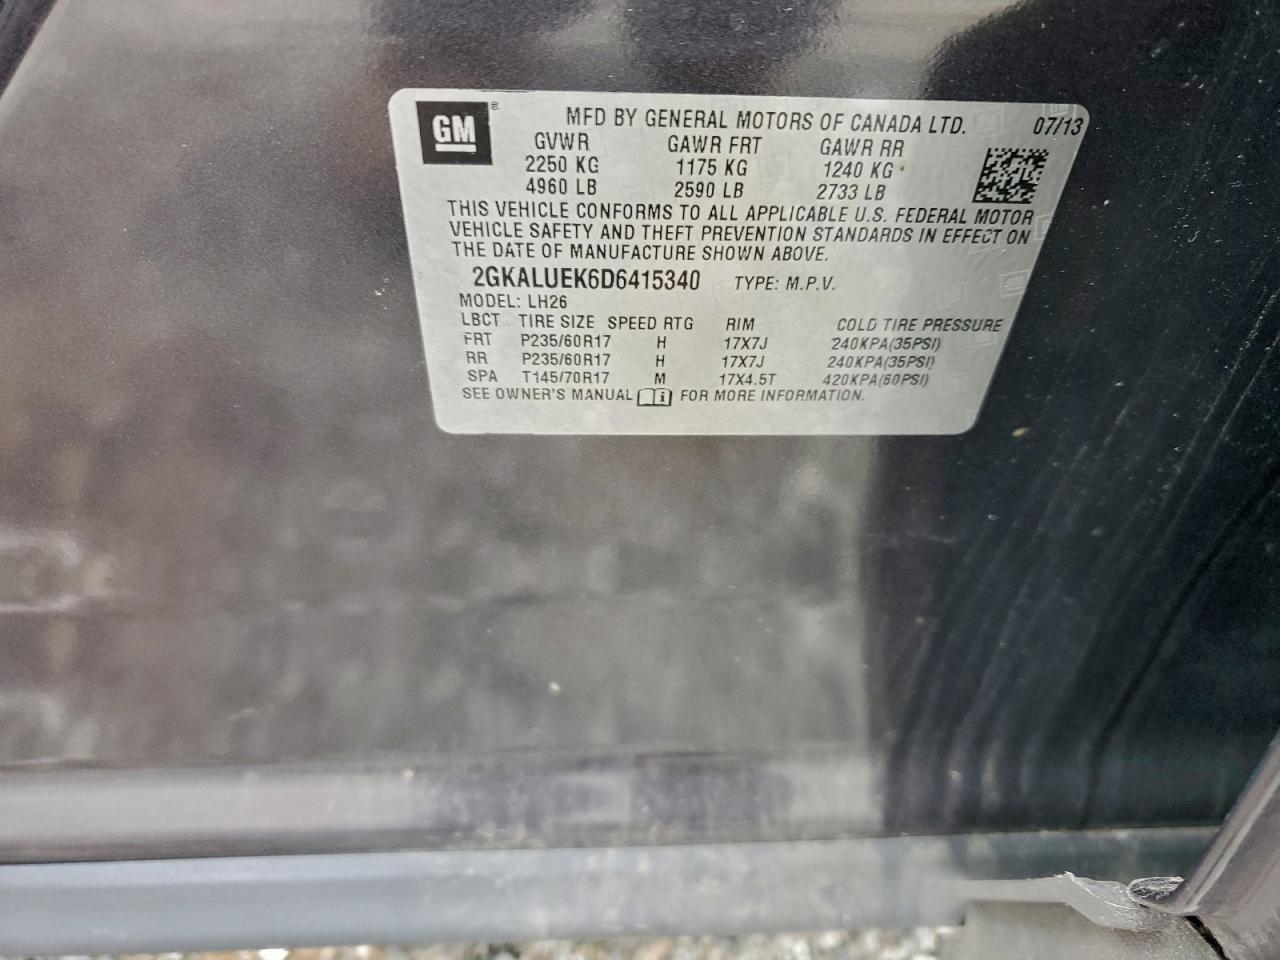 GM ®
MFD BY GENERAL MOTORS OF CANADA LTD. 07/13
GVWR GAWR FRT GAWR RR
2250 KG 1175 KG 1240 KG
4960 LB 2590 LB 2733 LB
THIS VEHICLE CONFORMS TO ALL APPLICABLE U.S. FEDERAL MOTOR
VEHICLE SAFETY AND THEFT PREVENTION STANDARDS IN EFFECT ON
THE DATE OF MANUFACTURE SHOWN ABOVE.
2GKALUEK6D6415340 TYPE: M.P.V.
MODEL: LH26
LBCT TIRE SIZE SPEED RTG RIM COLD TIRE PRESSURE
FRT P235/60R17 H 17X7J 240KPA(35PSI)
RR P235/60R17 H 17X7J 240KPA(35PSI)
SPA T145/70R17 M 17X4.5T 420KPA(60PSI)
SEE OWNER'S MANUAL i FOR MORE INFORMATION.